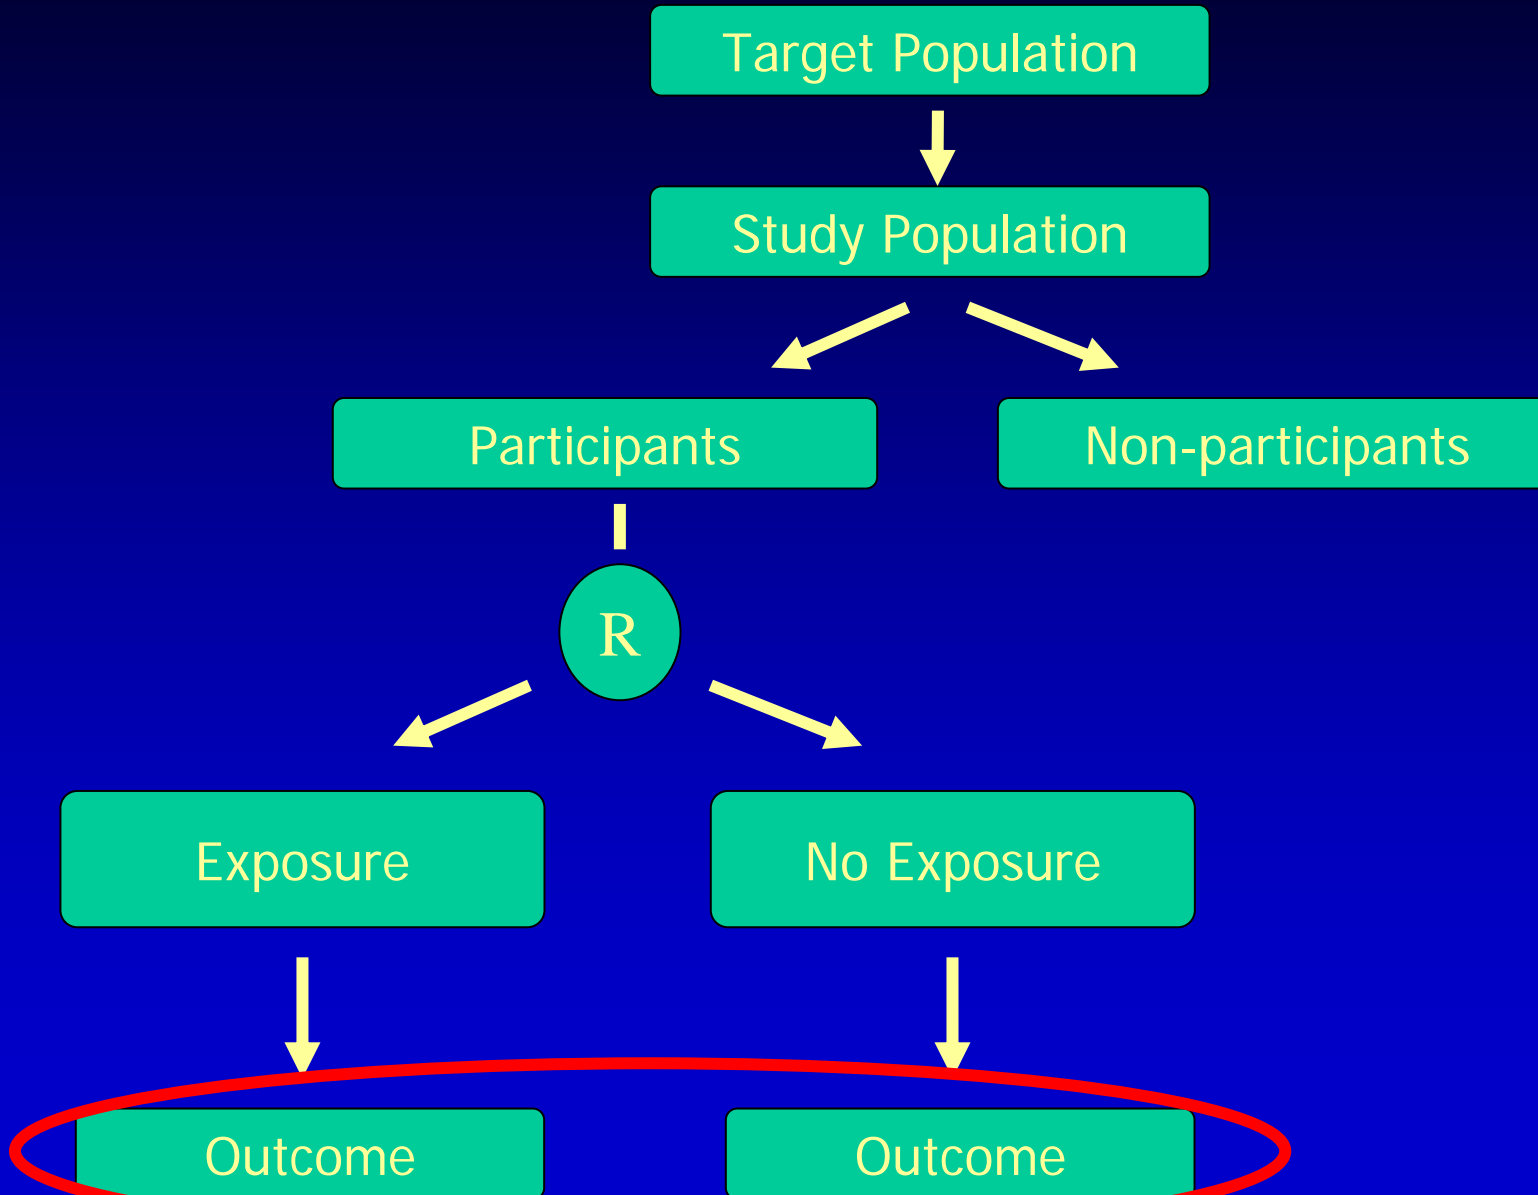 Target Population
Study Population
Participants
Non-participants
R
Exposure
No Exposure
Outcome
Outcome